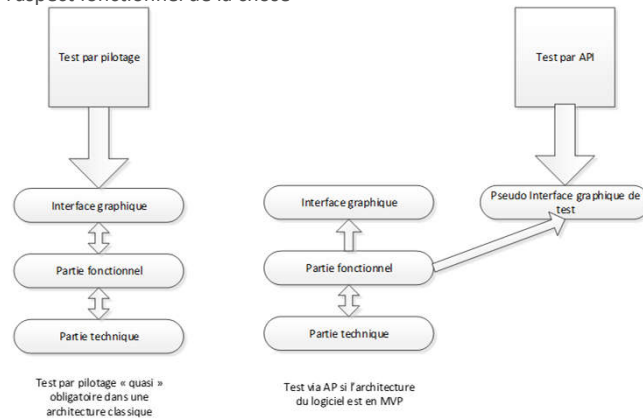 l'aspect fonctionnel de la chose
Test par pilotage
Test par API
Interface graphique
Interface graphique
Pseudo Interface graphique de
test
Partie fonctionnel
Partie fonctionnel
Partie technique
Partie technique
Test par pilotage « quasi »
obligatoire dans une
architecture classique
Test via AP si l'architecture
du logiciel est en MVP